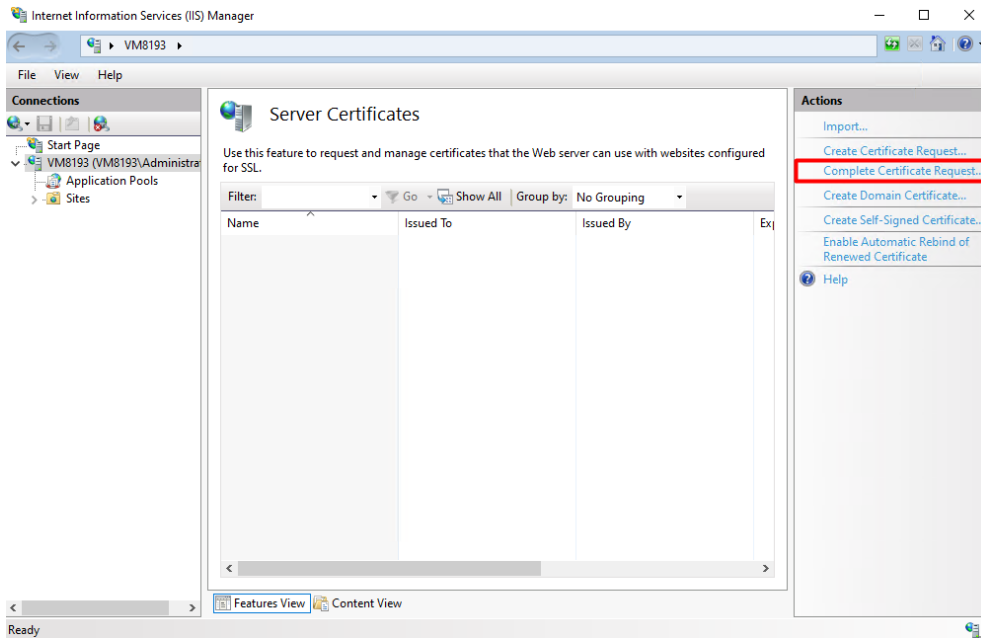 Internet Information Services (IIS) Manager
VM8193
File View Help
Connections
Start Page
VM8193 (VM8193\Administra
Application Pools
Sites
Server Certificates
Use this feature to request and manage certificates that the Web server can use with websites configured
for SSL.
Filter: Go Show All Group by: No Grouping
Name Issued To Issued By Exp
Features View Content View
Actions
Import...
Create Certificate Request...
Complete Certificate Request...
Create Domain Certificate...
Create Self-Signed Certificate...
Enable Automatic Rebind of
Renewed Certificate
Help
Ready